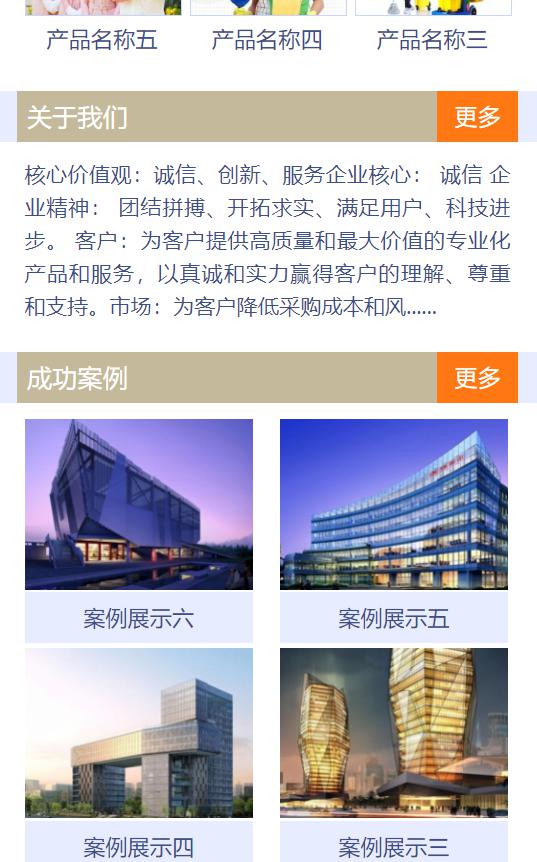 产品名称五 产品名称四 产品名称三
关于我们 更多
核心价值观：诚信、创新、服务企业核心： 诚信 企
业精神： 团结拼搏、开拓求实、满足用户、科技进
步。 客户：为客户提供高质量和最大价值的专业化
产品和服务，以真诚和实力赢得客户的理解、尊重
和支持。市场：为客户降低采购成本和风......
成功案例 更多
案例展示六 案例展示五
案例展示四 案例展示三